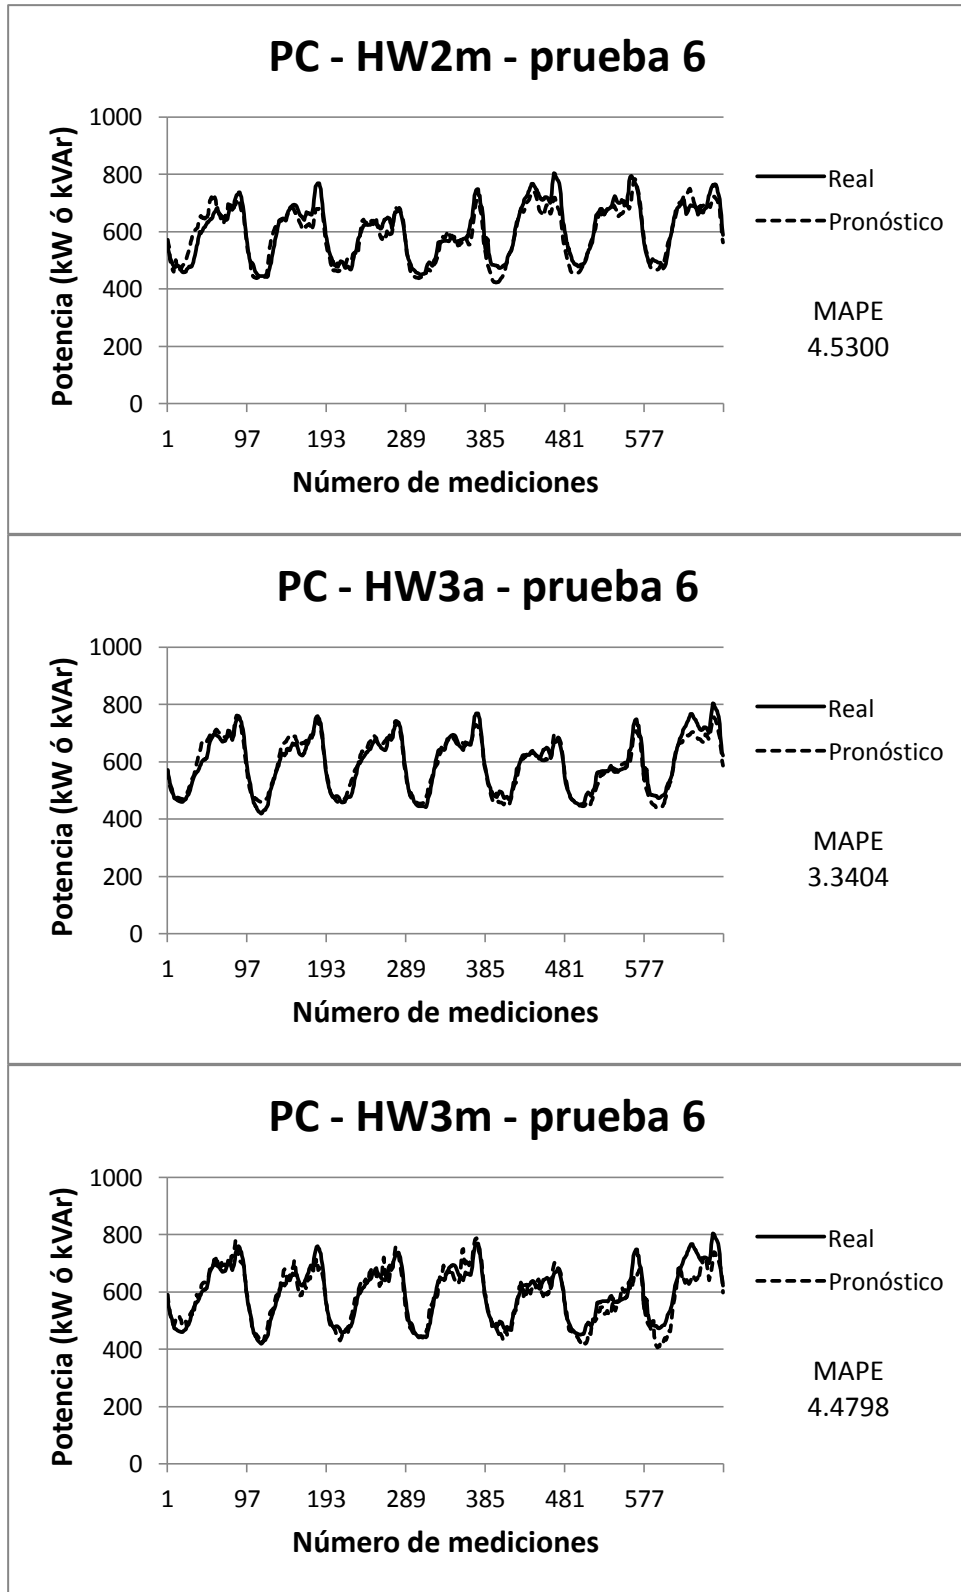 PC - HW2m - prueba 6
Potencia (kW ó kVAr)
1000
800
600
400
200
0
1 97 193 289 385 481 577
Número de mediciones
Real
Pronóstico
MAPE
4.5300
PC - HW3a - prueba 6
Potencia (kW ó kVAr)
1000
800
600
400
200
0
1 97 193 289 385 481 577
Número de mediciones
Real
Pronóstico
MAPE
3.3404
PC - HW3m - prueba 6
Potencia (kW ó kVAr)
1000
800
600
400
200
0
1 97 193 289 385 481 577
Número de mediciones
Real
Pronóstico
MAPE
4.4798